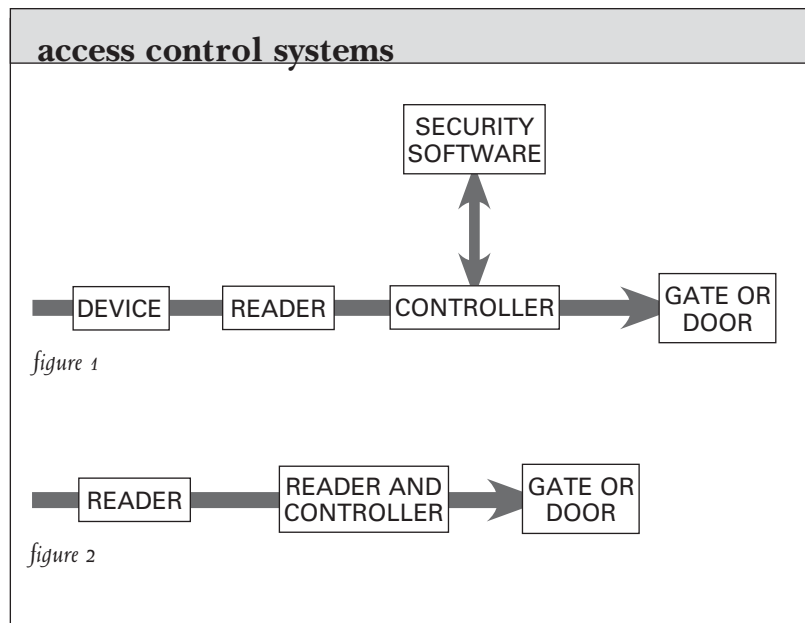 access control systems
SECURITY
SOFTWARE
DEVICE
READER
CONTROLLER
GATE OR
DOOR
figure 1
READER
READER AND
CONTROLLER
GATE OR
DOOR
figure 2